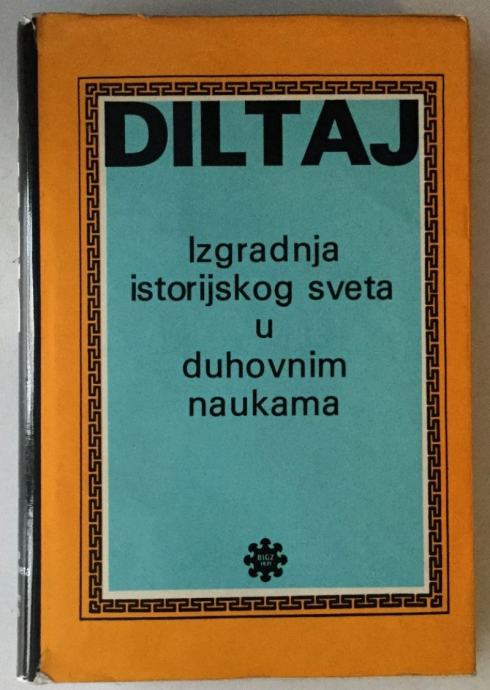 DILTAJ
Izgradnja
istorijskog sveta
u
duhovnim
naukama
BIGZ